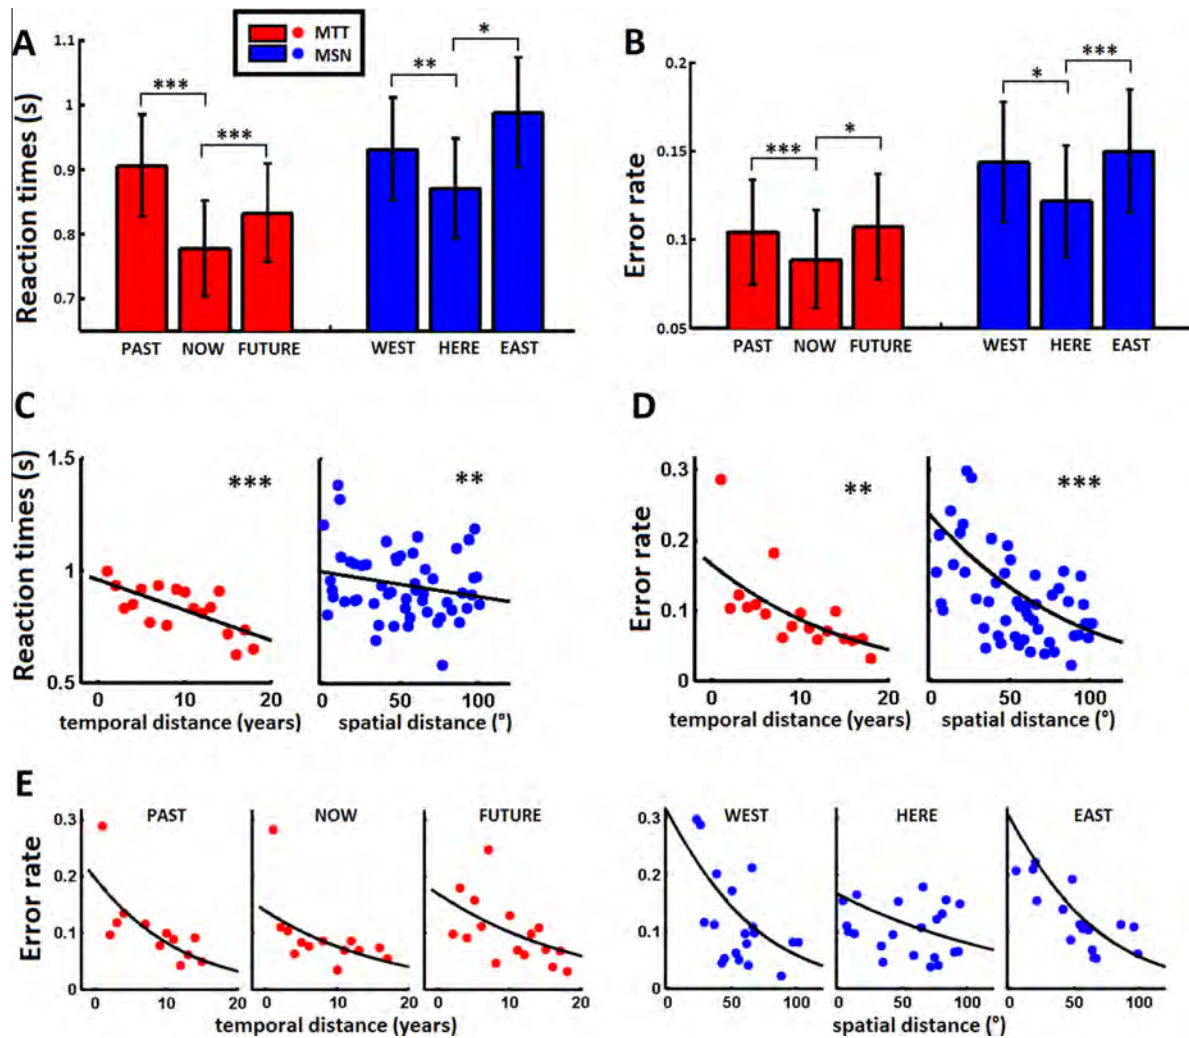 A
B
MTT
MSN
Reaction times (s)
1.1
1
0.9
0.8
0.7
***
***
**
*
PAST NOW FUTURE WEST HERE EAST
Error rate
0.2
0.15
0.1
0.05
***
*
*
***
PAST NOW FUTURE WEST HERE EAST
C
D
Reaction times (s)
1.5
1
0.5
***
**
0 10 20
0 50 100
temporal distance (years)
spatial distance (°)
Error rate
0.3
0.2
0.1
0
**
***
0 10 20
0 50 100
temporal distance (years)
spatial distance (°)
E
Error rate
0.3
0.2
0.1
0
PAST NOW FUTURE
0 10 20
0 10 20
0 10 20
temporal distance (years)
0.3
0.2
0.1
0
WEST HERE EAST
50 100
0 50 100
0 50 100
spatial distance (°)